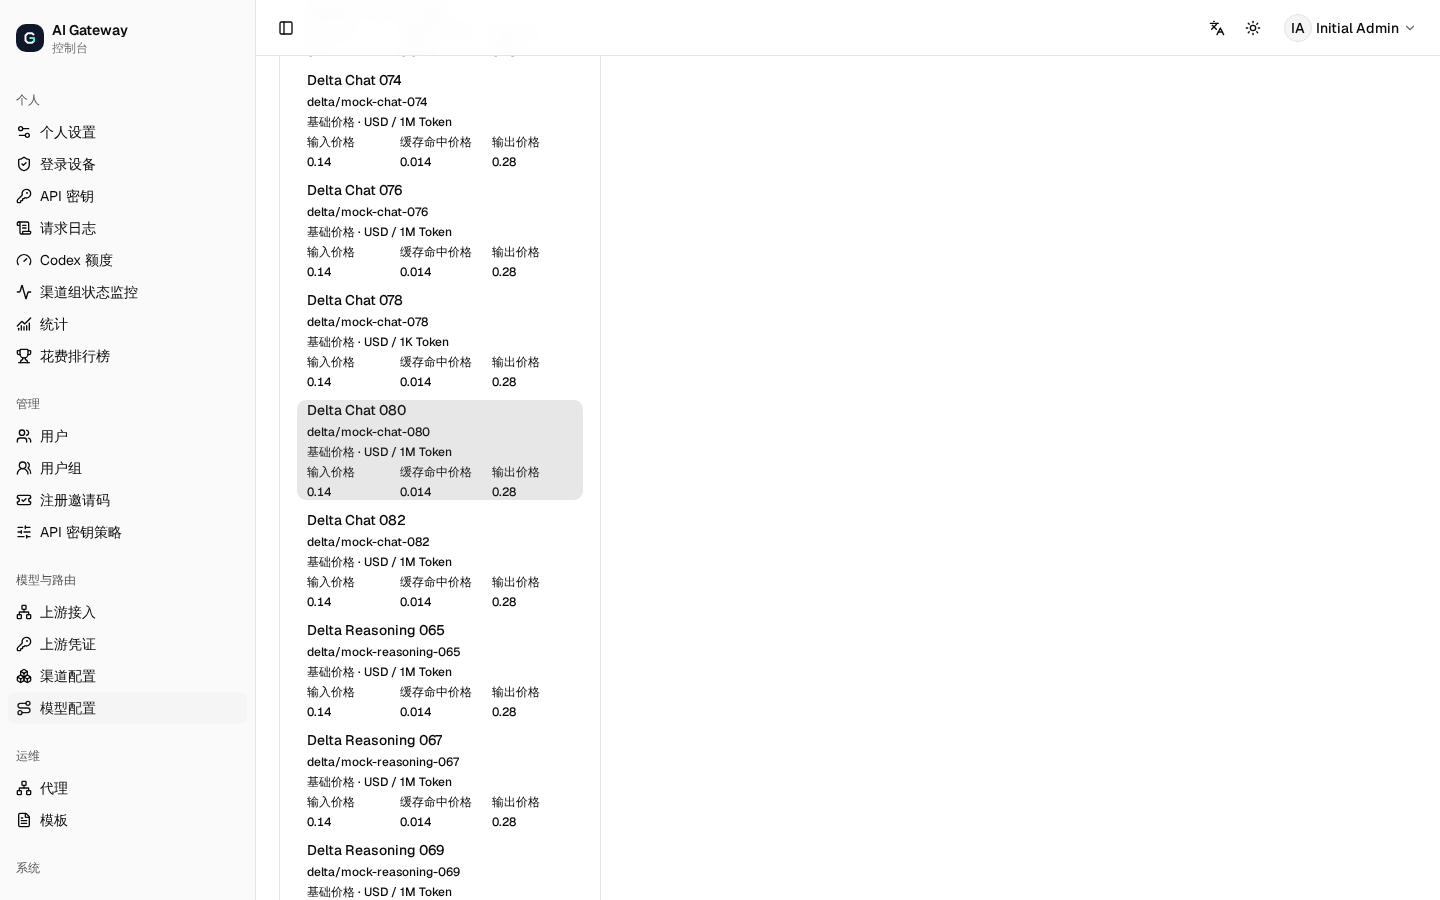 AI Gateway
控制台
个人
个人设置
登录设备
API 密钥
请求日志
Codex 额度
渠道组状态监控
统计
花费排行榜
管理
用户
用户组
注册邀请码
API 密钥策略
模型与路由
上游接入
上游凭证
渠道配置
模型配置
运维
代理
模板
系统
IA Initial Admin
Delta Chat 074
delta/mock-chat-074
基础价格 · USD / 1M Token
输入价格 缓存命中价格 输出价格
0.14 0.014 0.28
Delta Chat 076
delta/mock-chat-076
基础价格 · USD / 1M Token
输入价格 缓存命中价格 输出价格
0.14 0.014 0.28
Delta Chat 078
delta/mock-chat-078
基础价格 · USD / 1K Token
输入价格 缓存命中价格 输出价格
0.14 0.014 0.28
Delta Chat 080
delta/mock-chat-080
基础价格 · USD / 1M Token
输入价格 缓存命中价格 输出价格
0.14 0.014 0.28
Delta Chat 082
delta/mock-chat-082
基础价格 · USD / 1M Token
输入价格 缓存命中价格 输出价格
0.14 0.014 0.28
Delta Reasoning 065
delta/mock-reasoning-065
基础价格 · USD / 1M Token
输入价格 缓存命中价格 输出价格
0.14 0.014 0.28
Delta Reasoning 067
delta/mock-reasoning-067
基础价格 · USD / 1M Token
输入价格 缓存命中价格 输出价格
0.14 0.014 0.28
Delta Reasoning 069
delta/mock-reasoning-069
基础价格 · USD / 1M Token